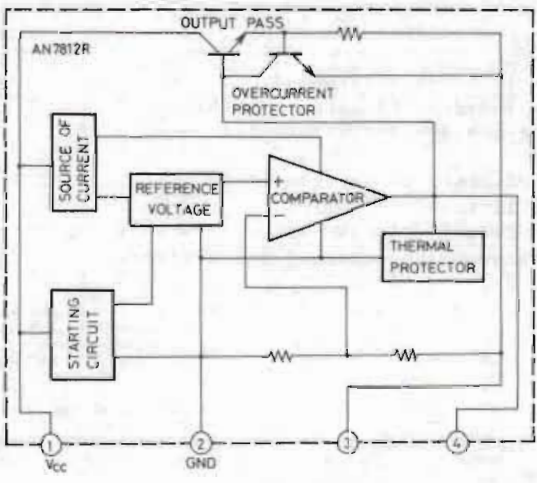 OUTPUT PASS
AN7812R
OVERCURRENT
PROTECTOR
SOURCE OF
CURRENT
REFERENCE
VOLTAGE
+
COMPARATOR
−
THERMAL
PROTECTOR
STARTING
CIRCUIT
1
2
3
4
Vcc
GND